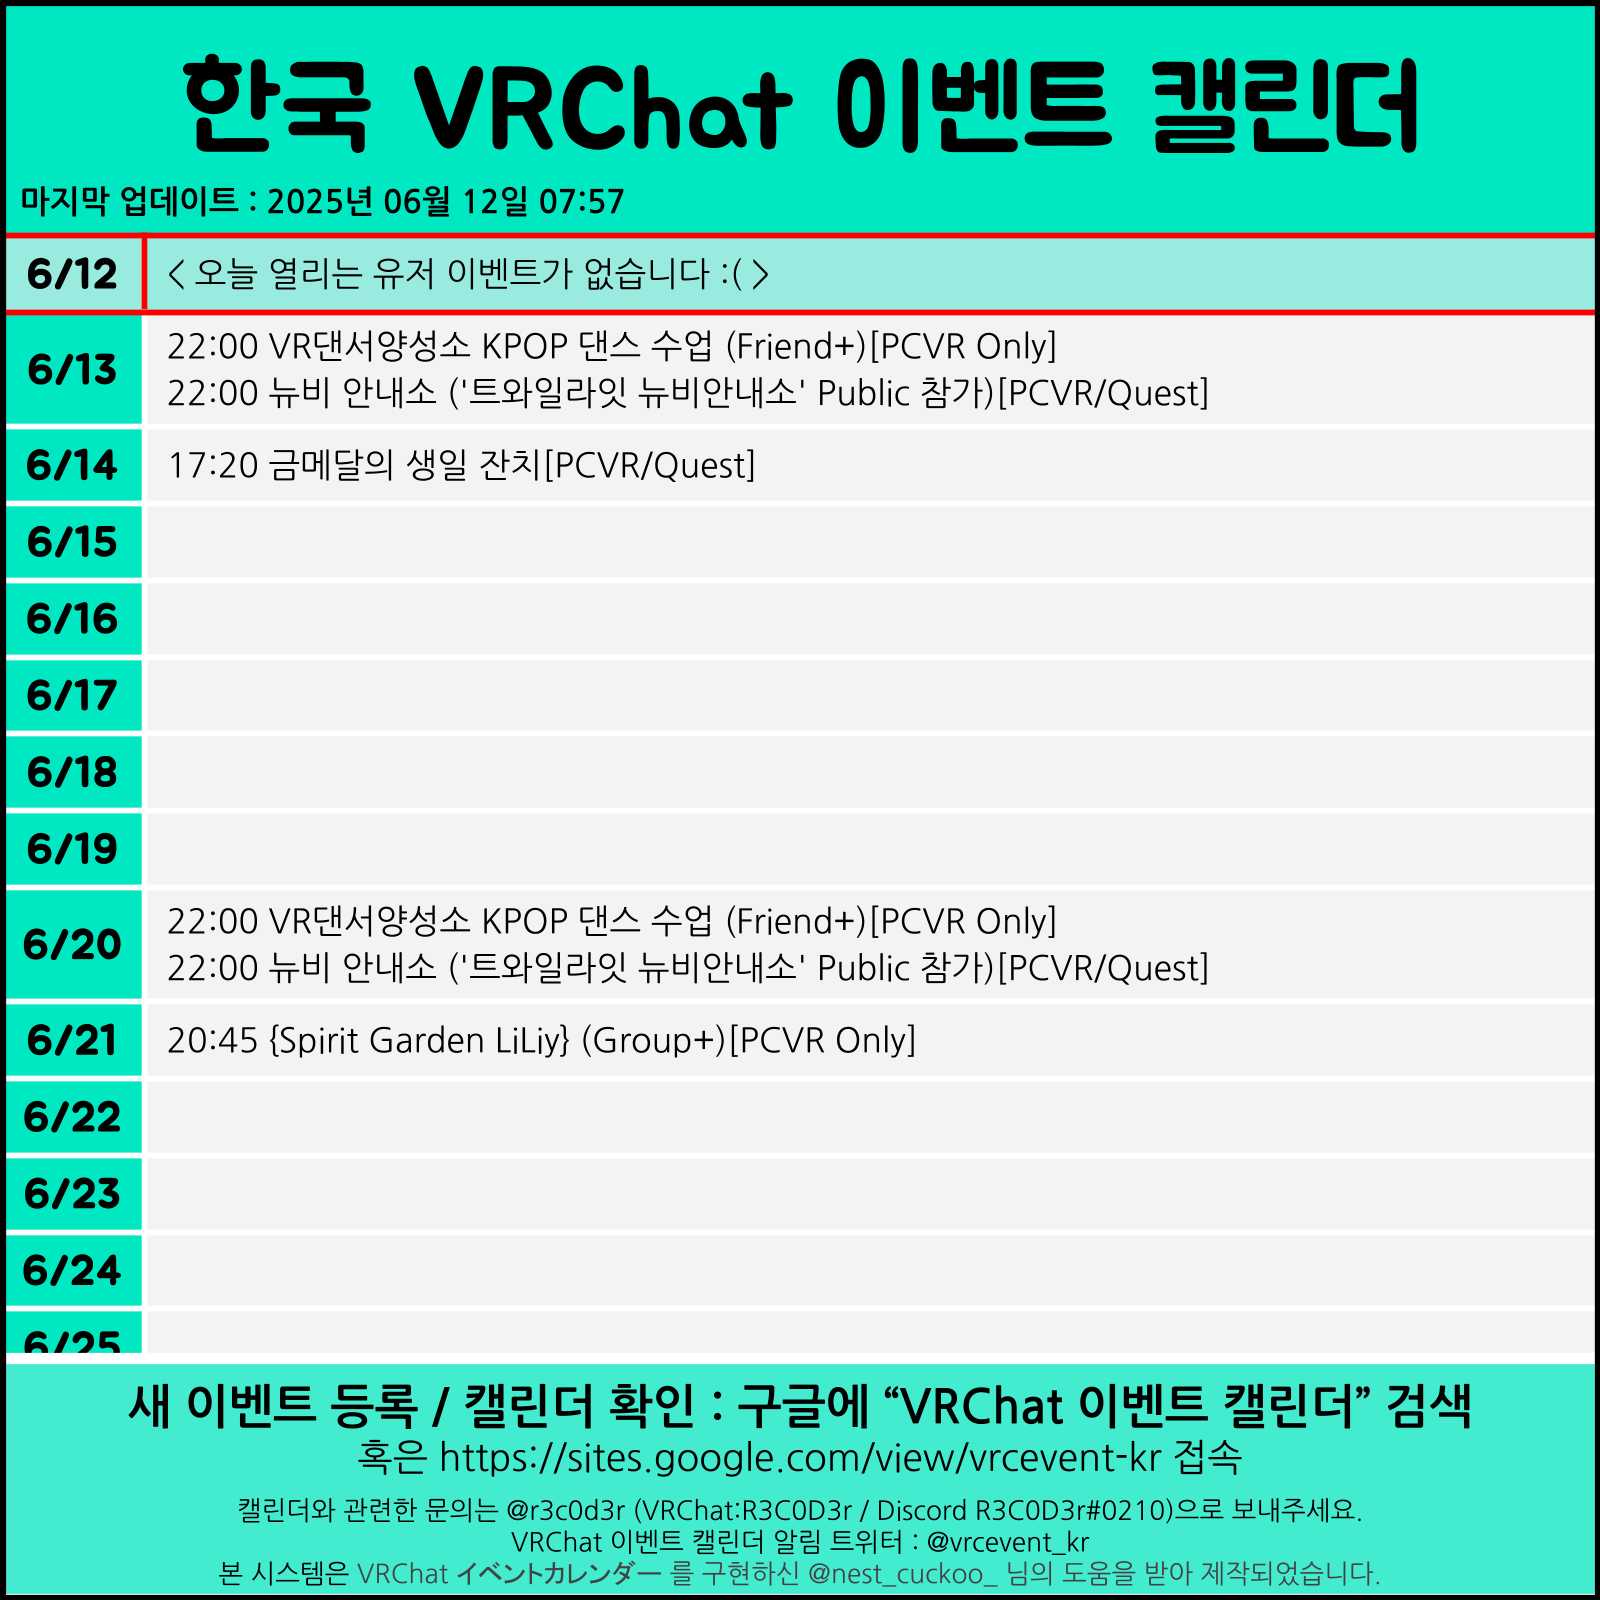 한국 VRChat 이벤트 캘린더
마지막 업데이트 : 2025년 06월 12일 07:57
6/12 < 오늘 열리는 유저 이벤트가 없습니다 :( >
6/13 22:00 VR댄서양성소 KPOP 댄스 수업 (Friend+)[PCVR Only]
22:00 뉴비 안내소 ('트와일라잇 뉴비안내소' Public 참가)[PCVR/Quest]
6/14 17:20 금메달의 생일 잔치[PCVR/Quest]
6/15
6/16
6/17
6/18
6/19
6/20 22:00 VR댄서양성소 KPOP 댄스 수업 (Friend+)[PCVR Only]
22:00 뉴비 안내소 ('트와일라잇 뉴비안내소' Public 참가)[PCVR/Quest]
6/21 20:45 {Spirit Garden LiLiy} (Group+)[PCVR Only]
6/22
6/23
6/24
6/25
새 이벤트 등록 / 캘린더 확인 : 구글에 “VRChat 이벤트 캘린더” 검색
혹은 https://sites.google.com/view/vrcevent-kr 접속
캘린더와 관련한 문의는 @r3c0d3r (VRChat:R3C0D3r / Discord R3C0D3r#0210)으로 보내주세요.
VRChat 이벤트 캘린더 알림 트위터 : @vrcevent_kr
본 시스템은 VRChat イベントカレンダー 를 구현하신 @nest_cuckoo_ 님의 도움을 받아 제작되었습니다.